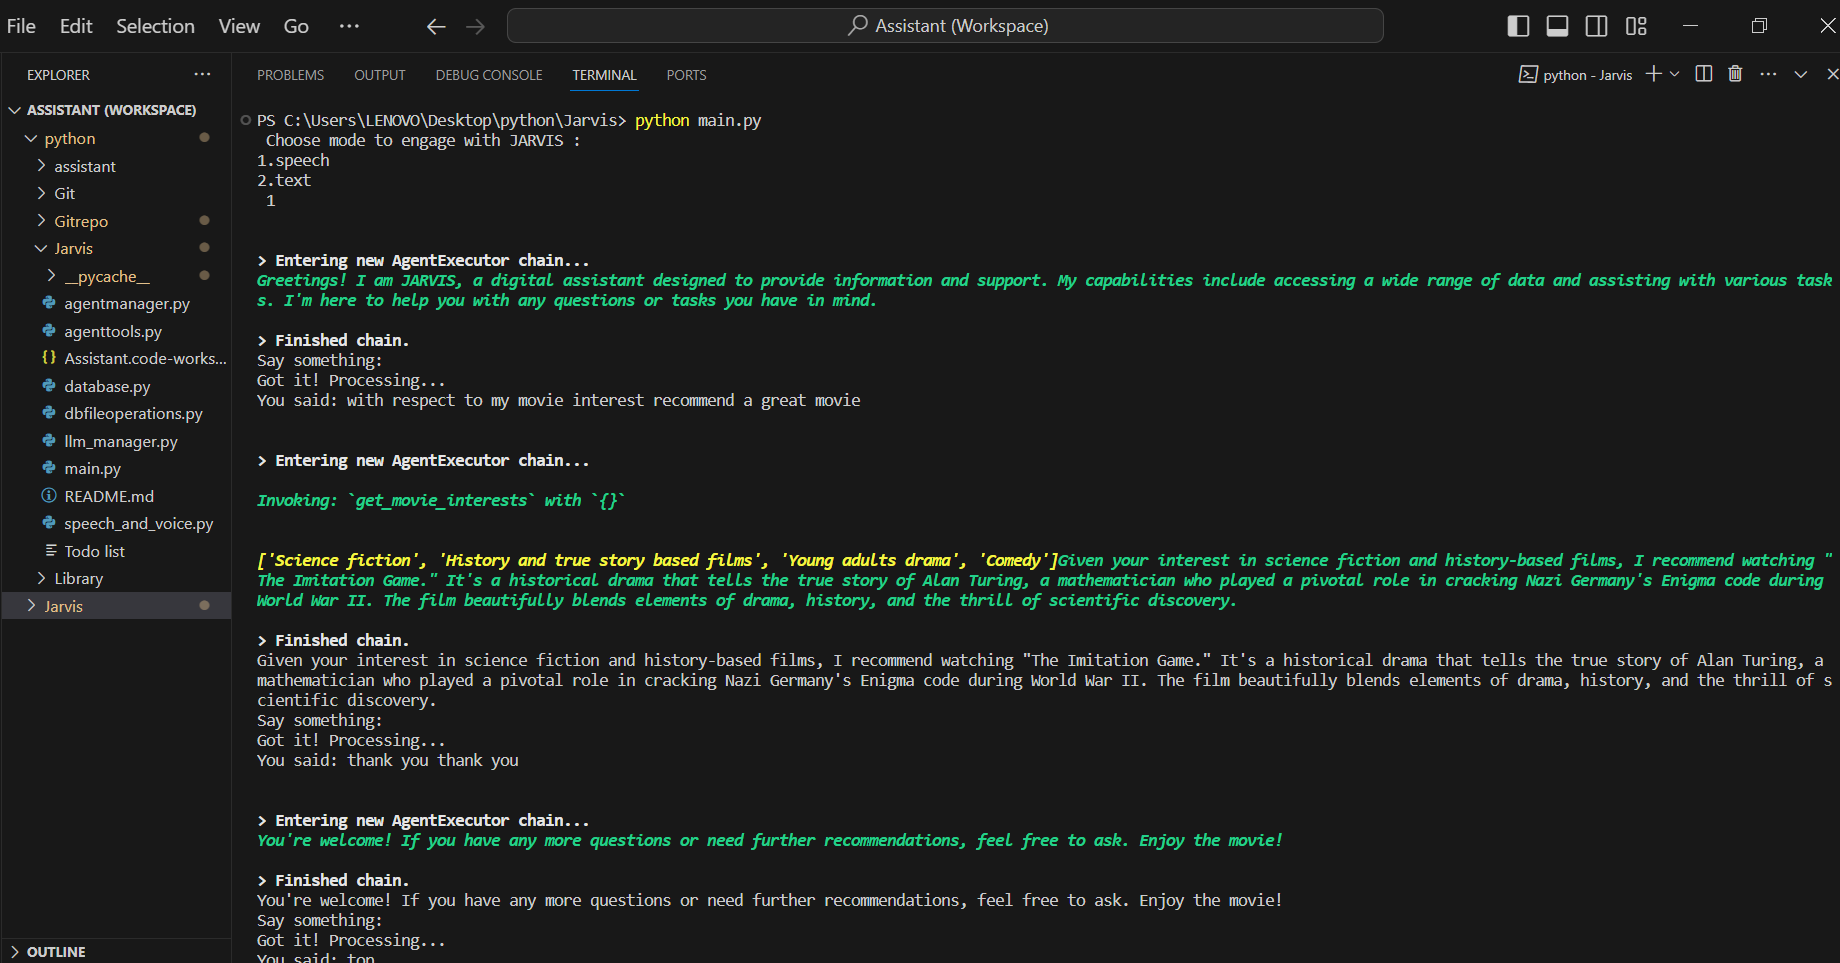 File Edit Selection View Go ··· Assistant (Workspace)
EXPLORER ···
ASSISTANT (WORKSPACE)
python
assistant
Git
Gitrepo
Jarvis
__pycache__
agentmanager.py
agenttools.py
{} Assistant.code-works...
database.py
dbfileoperations.py
llm_manager.py
main.py
README.md
speech_and_voice.py
Todo list
Library
Jarvis
OUTLINE
PROBLEMS OUTPUT DEBUG CONSOLE TERMINAL PORTS python - Jarvis
PS C:\Users\LENOVO\Desktop\python\Jarvis> python main.py
Choose mode to engage with JARVIS :
1.speech
2.text
1
> Entering new AgentExecutor chain...
Greetings! I am JARVIS, a digital assistant designed to provide information and support. My capabilities include accessing a wide range of data and assisting with various task
s. I'm here to help you with any questions or tasks you have in mind.
> Finished chain.
Say something:
Got it! Processing...
You said: with respect to my movie interest recommend a great movie
> Entering new AgentExecutor chain...
Invoking: `get_movie_interests` with `{}`
['Science fiction', 'History and true story based films', 'Young adults drama', 'Comedy']Given your interest in science fiction and history-based films, I recommend watching "
The Imitation Game." It's a historical drama that tells the true story of Alan Turing, a mathematician who played a pivotal role in cracking Nazi Germany's Enigma code during
World War II. The film beautifully blends elements of drama, history, and the thrill of scientific discovery.
> Finished chain.
Given your interest in science fiction and history-based films, I recommend watching "The Imitation Game." It's a historical drama that tells the true story of Alan Turing, a
mathematician who played a pivotal role in cracking Nazi Germany's Enigma code during World War II. The film beautifully blends elements of drama, history, and the thrill of s
cientific discovery.
Say something:
Got it! Processing...
You said: thank you thank you
> Entering new AgentExecutor chain...
You're welcome! If you have any more questions or need further recommendations, feel free to ask. Enjoy the movie!
> Finished chain.
You're welcome! If you have any more questions or need further recommendations, feel free to ask. Enjoy the movie!
Say something:
Got it! Processing...
You said: